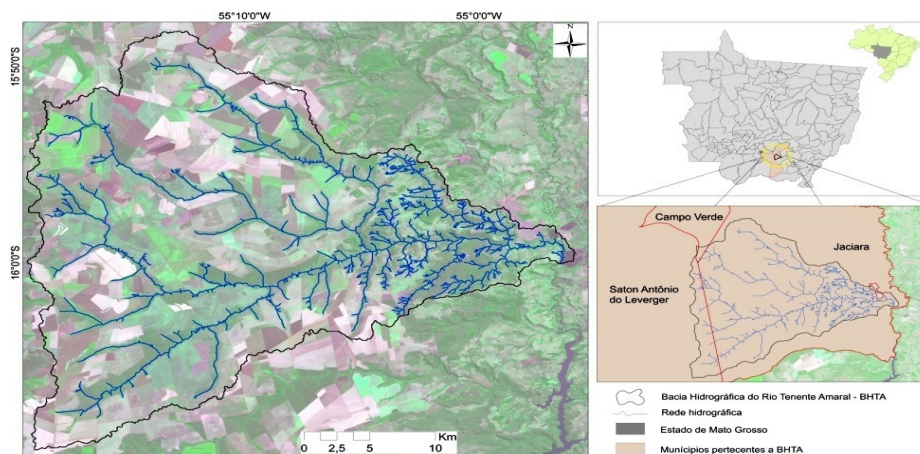 55°10'0"W
55°0'0"W
15°50'0"S
16°0'0"S
z
Km
0 2,5 5 10
Campo Verde
Jaciara
Saton Antônio
do Leverger
Bacia Hidrográfica do Rio Tenente Amaral - BHTA
Rede hidrográfica
Estado de Mato Grosso
Munícipios pertecentes a BHTA